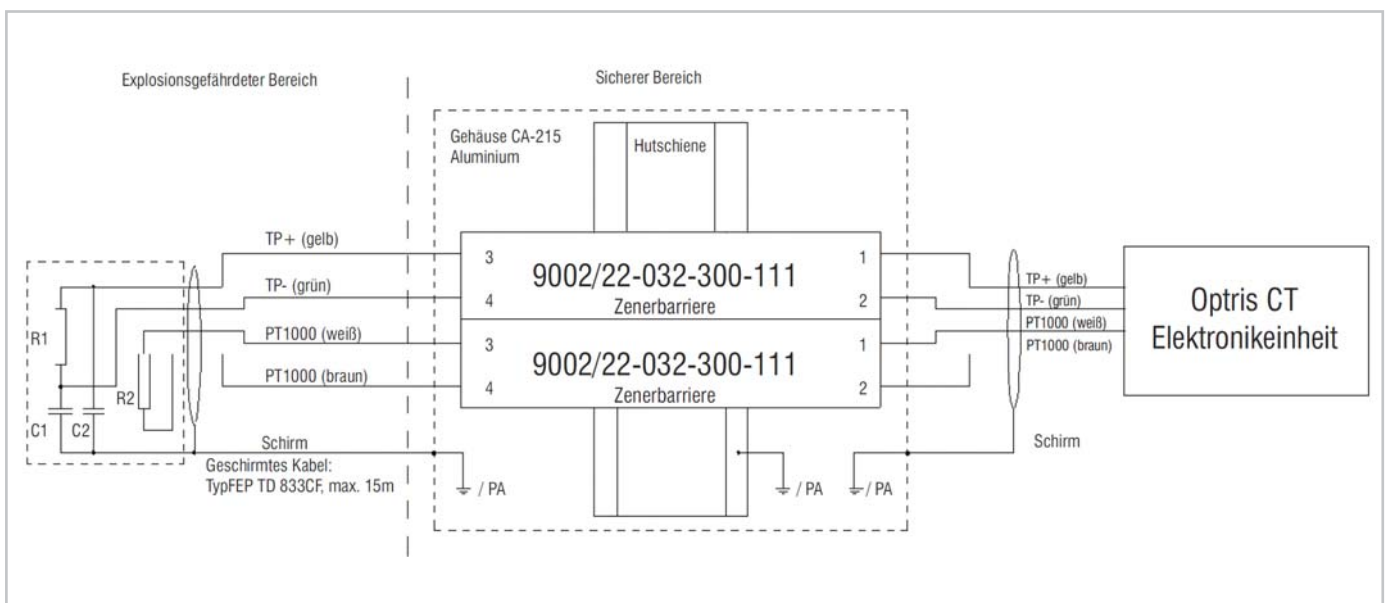 Explosionsgefährdeter Bereich
Sicherer Bereich
Gehäuse CA-215
Aluminium
Hutschiene
TP+ (gelb)
TP- (grün)
PT1000 (weiß)
PT1000 (braun)
R1
R2
C1
C2
Schirm
Geschirmtes Kabel:
TypFEP TD 833CF, max. 15m
3
9002/22-032-300-111
1
4
Zenerbarriere
2
3
9002/22-032-300-111
1
4
Zenerbarriere
2
/ PA
/ PA
/ PA
TP+ (gelb)
TP- (grün)
PT1000 (weiß)
PT1000 (braun)
Schirm
Optris CT
Elektronikeinheit